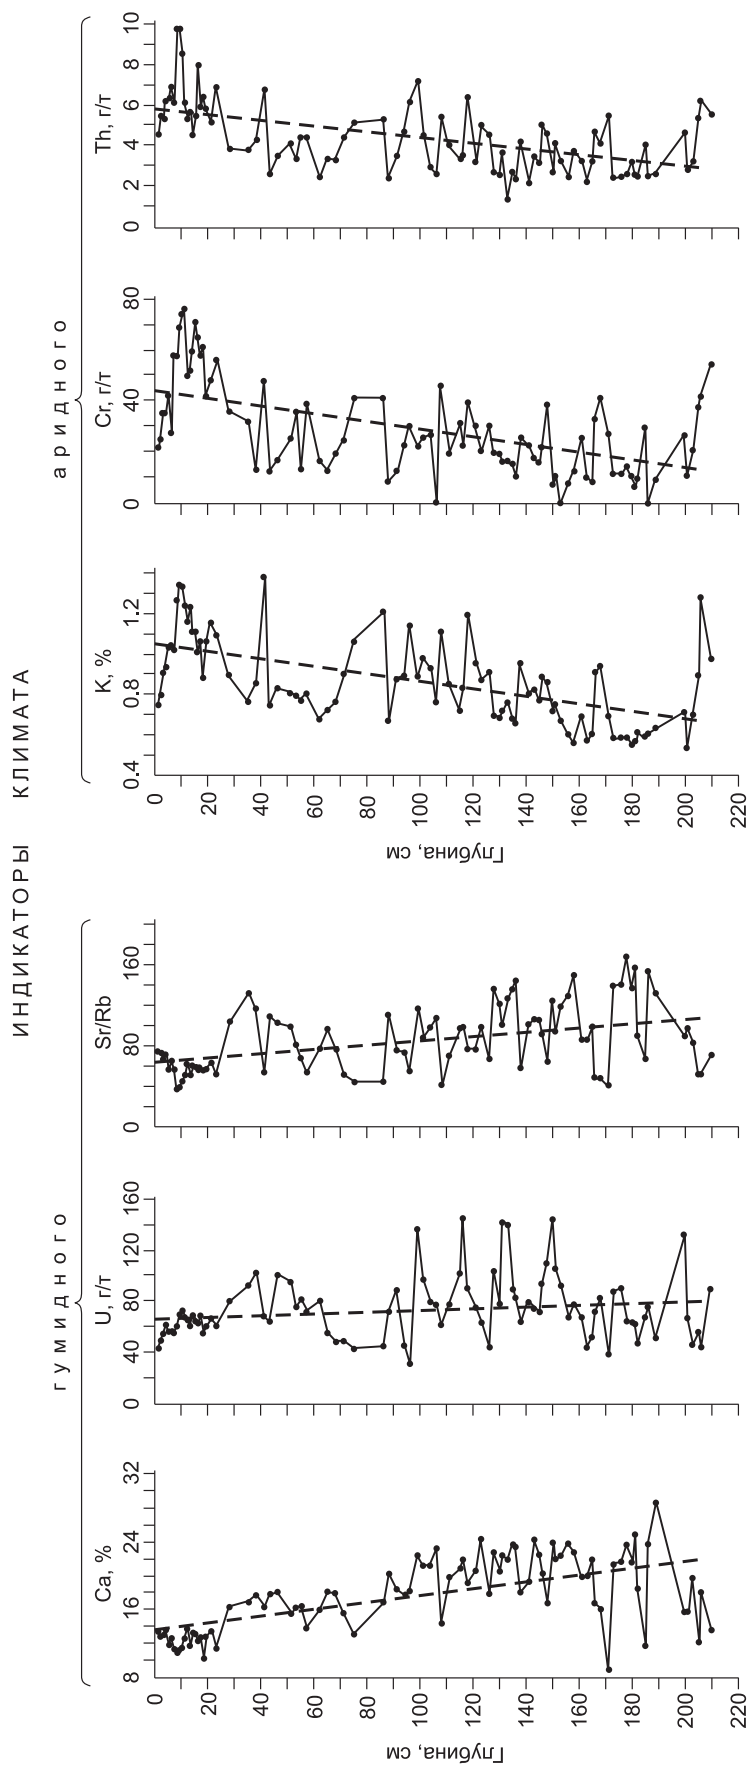 ИНДИКАТОРЫ КЛИМАТА
гумидного
аридного
Ca, %
U, г/т
Sr/Rb
K, %
Cr, г/т
Th, г/т
8 16 24 32
0 40 80 120 160
0 80 160
0.4 0.8 1.2
0 40 80
0 2 4 6 8 10
Глубина, см
0
20
40
60
80
100
120
140
160
180
200
220
Глубина, см
0
20
40
60
80
100
120
140
160
180
200
220